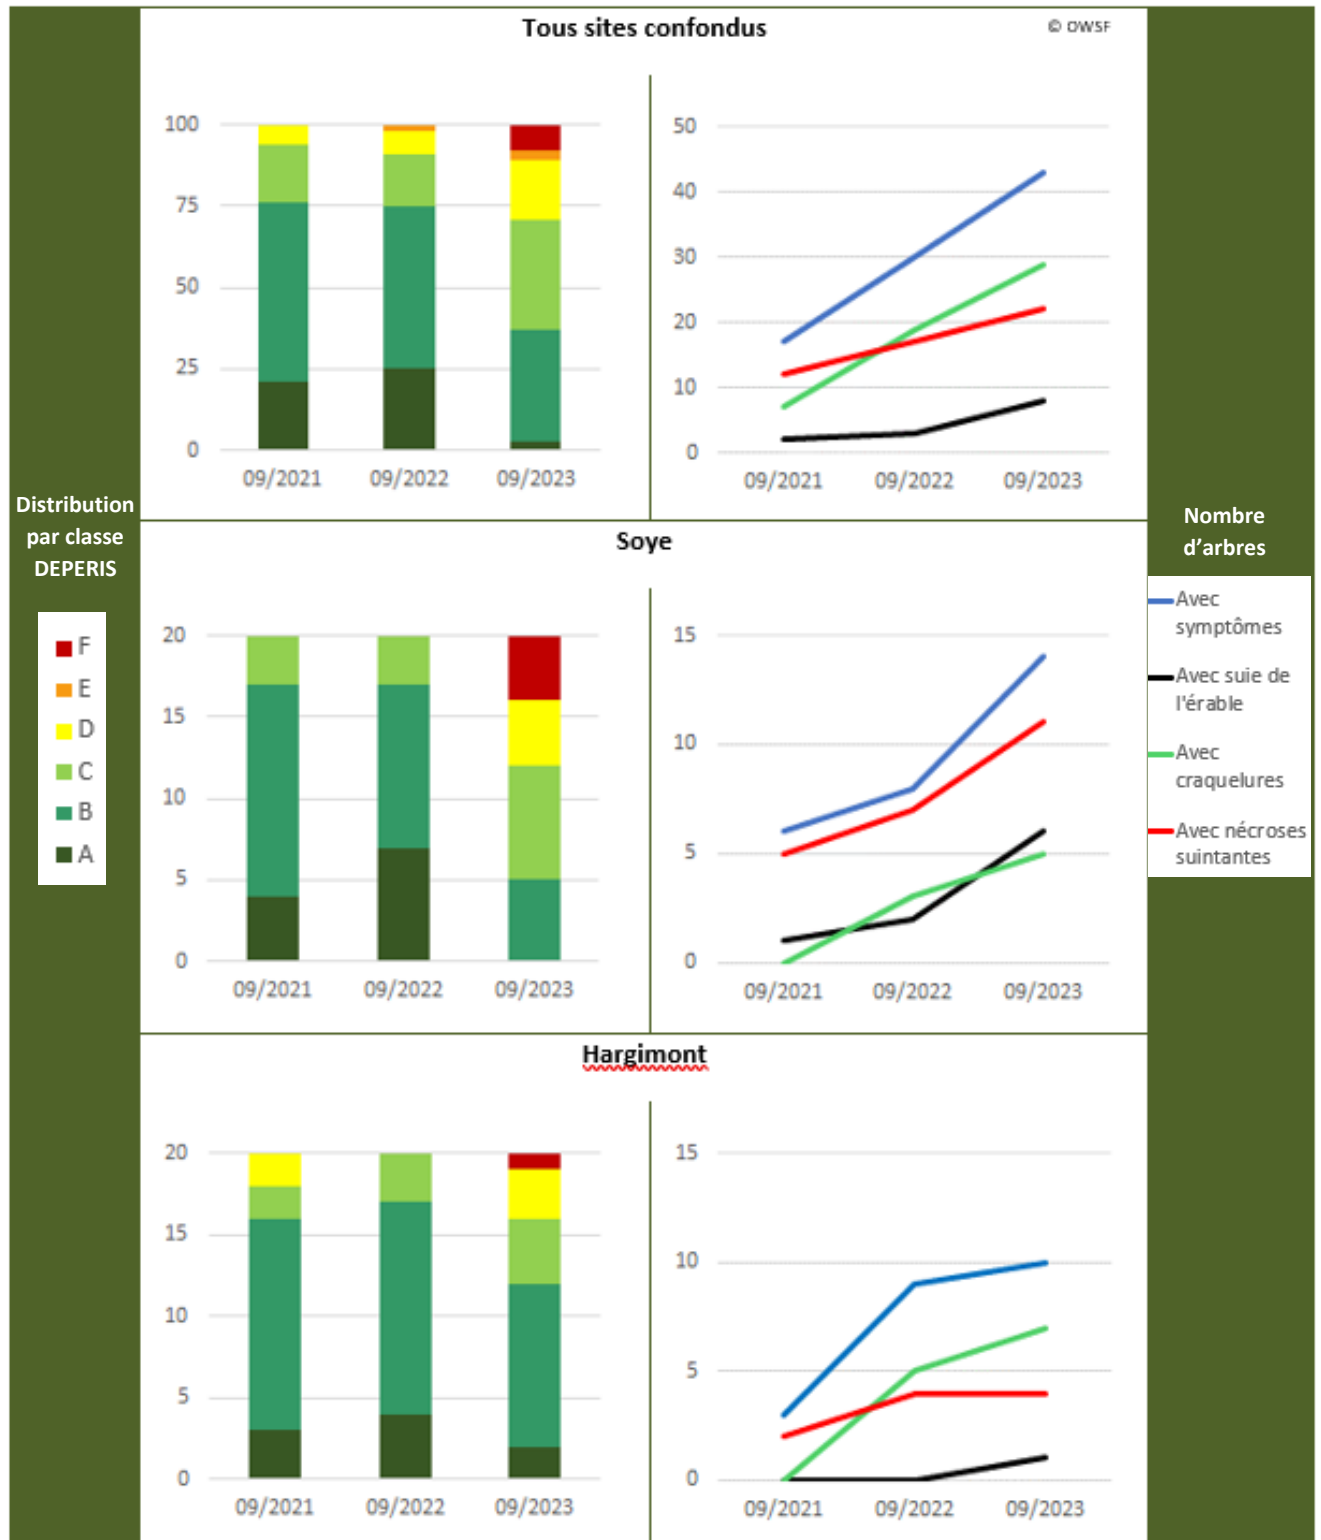 Tous sites confondus
© OWSF
100
75
50
25
0
09/2021 09/2022 09/2023
50
40
30
20
10
0
09/2021 09/2022 09/2023
Distribution
par classe
DEPERIS
F
E
D
C
B
A
Soye
20
15
10
5
0
09/2021 09/2022 09/2023
15
10
5
0
09/2021 09/2022 09/2023
Nombre
d'arbres
Avec
symptômes
Avec suie de
l'érable
Avec
craquelures
Avec nécroses
suintantes
Hargimont
20
15
10
5
0
09/2021 09/2022 09/2023
15
10
5
0
09/2021 09/2022 09/2023